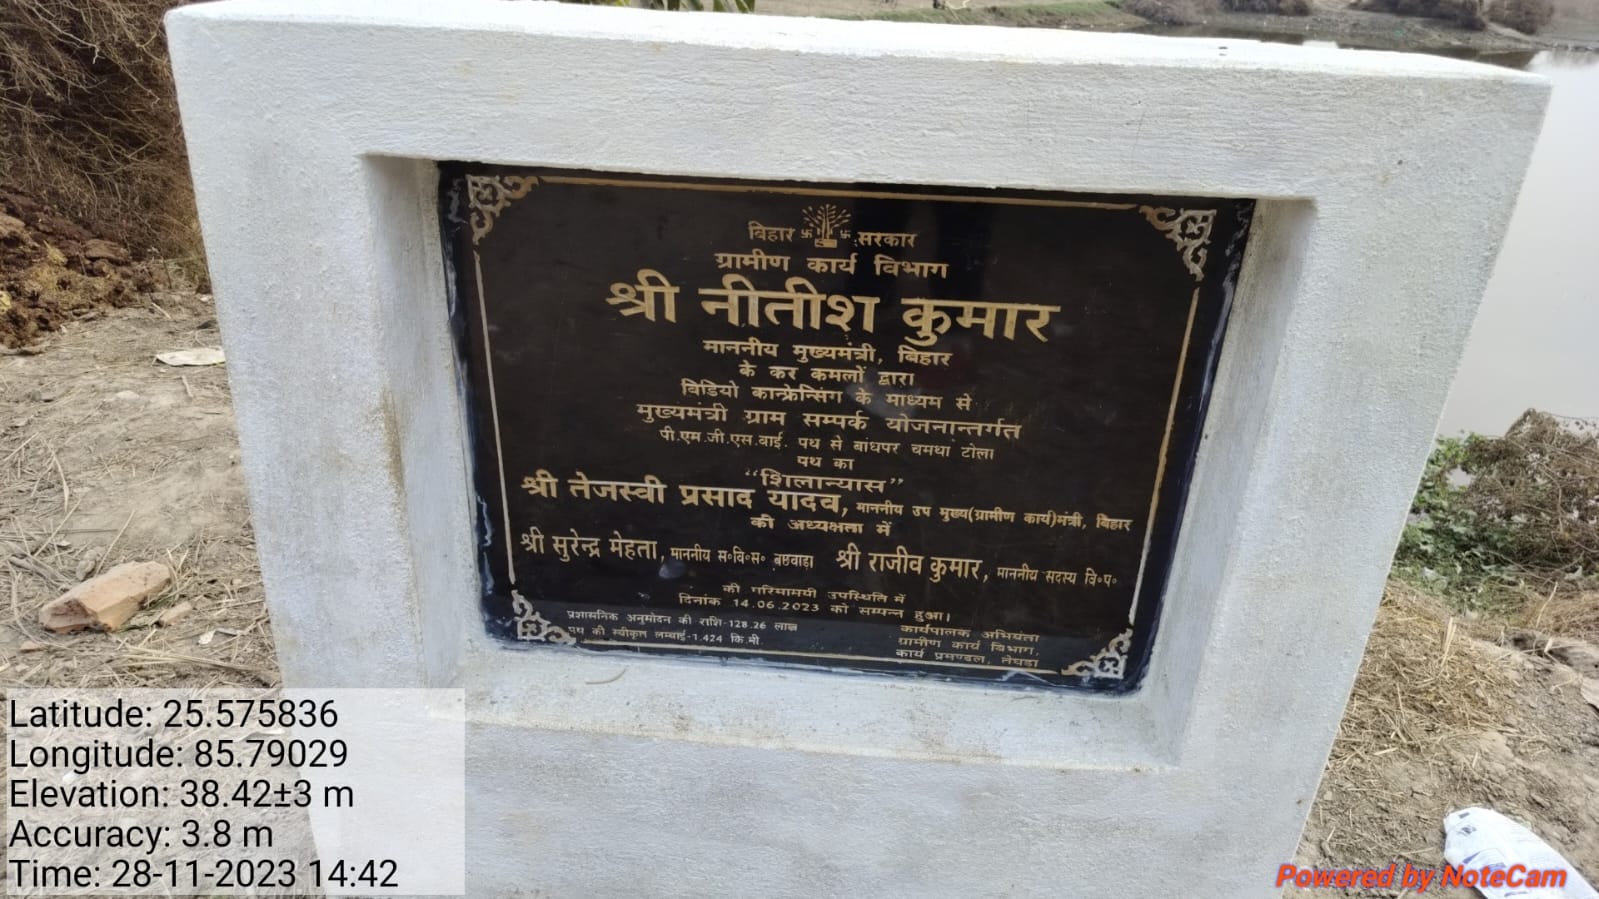 बिहार सरकार
ग्रामीण कार्य विभाग
श्री नीतीश कुमार
माननीय मुख्यमंत्री, बिहार
के कर कमलों द्वारा
विडियो कान्फ्रेन्सिंग के माध्यम से
मुख्यमंत्री ग्राम सम्पर्क योजनान्तर्गत
पी.एम.जी.एस.वाई. पथ से बांधपर चमथा टोला
पथ का
“शिलान्यास”
श्री तेजस्वी प्रसाद यादव, माननीय उप मुख्य(ग्रामीण कार्य)मंत्री, बिहार
की अध्यक्षता में
श्री सुरेन्द्र मेहता, माननीय स०वि०स० बछवाड़ा श्री राजीव कुमार, माननीय सदस्य वि०प०
की गरिमामयी उपस्थिति में
दिनांक 14.06.2023 को सम्पन्न हुआ।
प्रशासनिक अनुमोदन की राशि-128.26 लाख
पथ की स्वीकृत लम्बाई-1.424 कि.मी.
कार्यपालक अभियंता
ग्रामीण कार्य विभाग,
कार्य प्रमण्डल, तेघड़ा
Latitude: 25.575836
Longitude: 85.79029
Elevation: 38.42±3 m
Accuracy: 3.8 m
Time: 28-11-2023 14:42
Powered by NoteCam